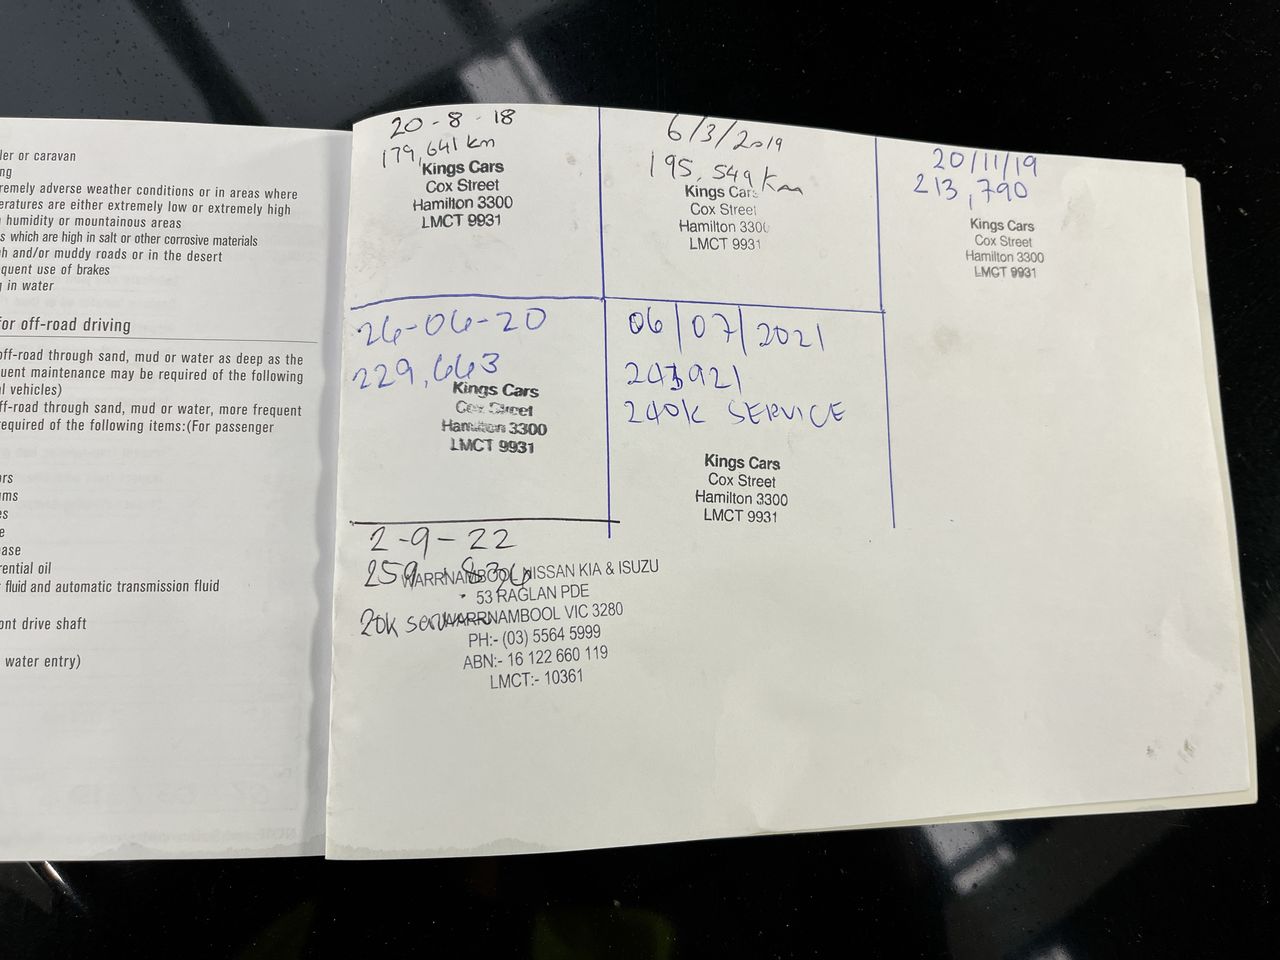 ler or caravan
ng
remely adverse weather conditions or in areas where
eratures are either extremely low or extremely high
humidity or mountainous areas
s which are high in salt or other corrosive materials
h and/or muddy roads or in the desert
quent use of brakes
in water
for off-road driving
off-road through sand, mud or water as deep as the
quent maintenance may be required of the following
l vehicles)
ff-road through sand, mud or water, more frequent
required of the following items:(For passenger
rs
ms
es
e
ase
rential oil
fluid and automatic transmission fluid
ont drive shaft
water entry)
20-8-18
179,641 km
Kings Cars
Cox Street
Hamilton 3300
LMCT 9931
6/3/2019
195,549 km
Kings Cars
Cox Street
Hamilton 3300
LMCT 9931
20/11/19
213,790
Kings Cars
Cox Street
Hamilton 3300
LMCT 9931
26-06-20
229,663
Kings Cars
Cox Street
Hamilton 3300
LMCT 9931
06/07/2021
243921
240K SERVICE
Kings Cars
Cox Street
Hamilton 3300
LMCT 9931
2-9-22
WARRNAMBOOL NISSAN KIA & ISUZU
53 RAGLAN PDE
20k
WARRNAMBOOL VIC 3280
PH:- (03) 5564 5999
ABN:- 16 122 660 119
LMCT:- 10361